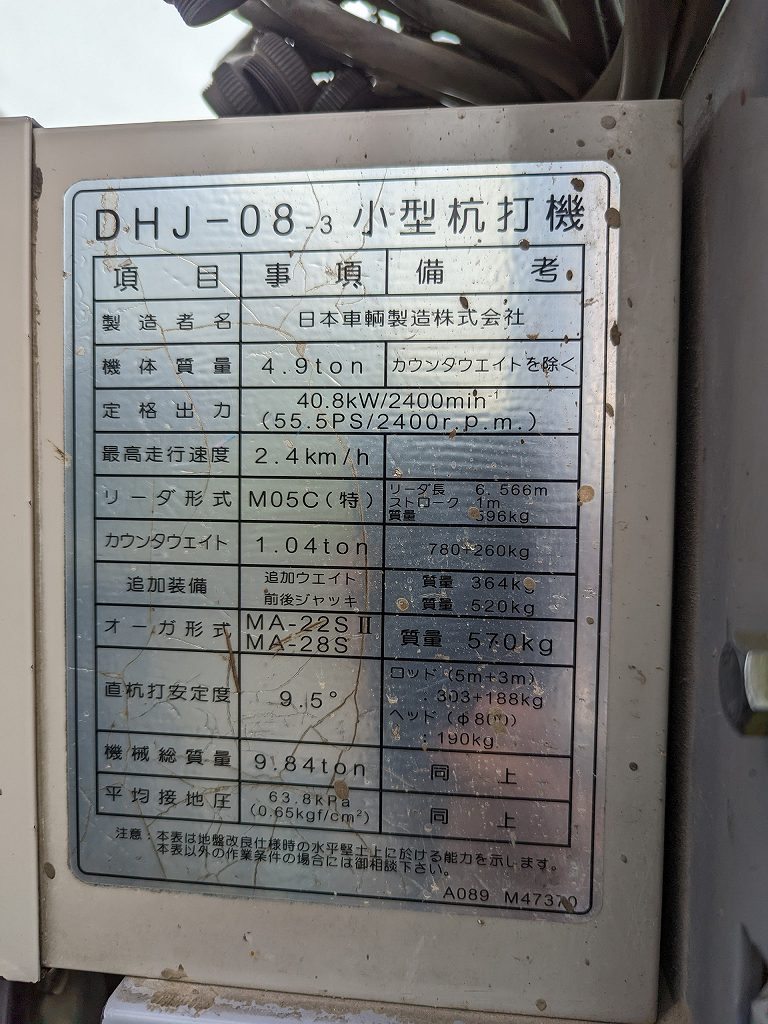 DHJ-08-3 小型杭打機
項目 事項 備考
製造者名 日本車輌製造株式会社
機体質量 4.9ton カウンタウエイトを除く
定格出力 40.8kW/2400min⁻¹
(55.5PS/2400r.p.m.)
最高走行速度 2.4km/h
リーダ形式 M05C(特) リーダ長 6.566m
ストローク 1m
質量 596kg
カウンタウエイト 1.04ton 780+260kg
追加装備 追加ウエイト 質量 364kg
前後ジャッキ 質量 520kg
オーガ形式 MA-22SⅡ
MA-28S 質量 570kg
直杭打安定度 9.5° ロッド(5m+3m)
:303+188kg
ヘッド(φ800)
:190kg
機械総質量 9.84ton 同上
平均接地圧 63.8kPa
(0.65kgf/cm²) 同上
注意:本表は地盤改良仕様時の水平堅土上に於ける能力を示します。
本表以外の作業条件の場合には御相談下さい。
A089 M47370